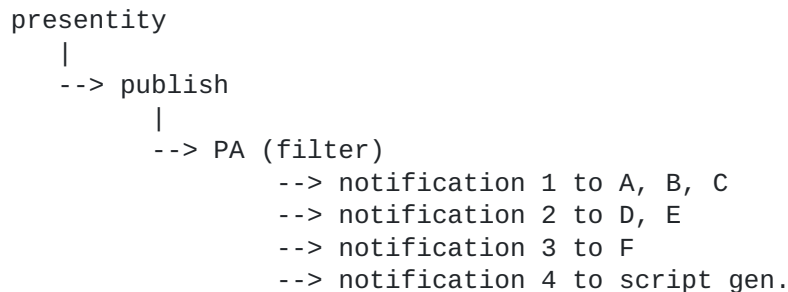 presentity
|
--> publish
|
--> PA (filter)
--> notification 1 to A, B, C
--> notification 2 to D, E
--> notification 3 to F
--> notification 4 to script gen.